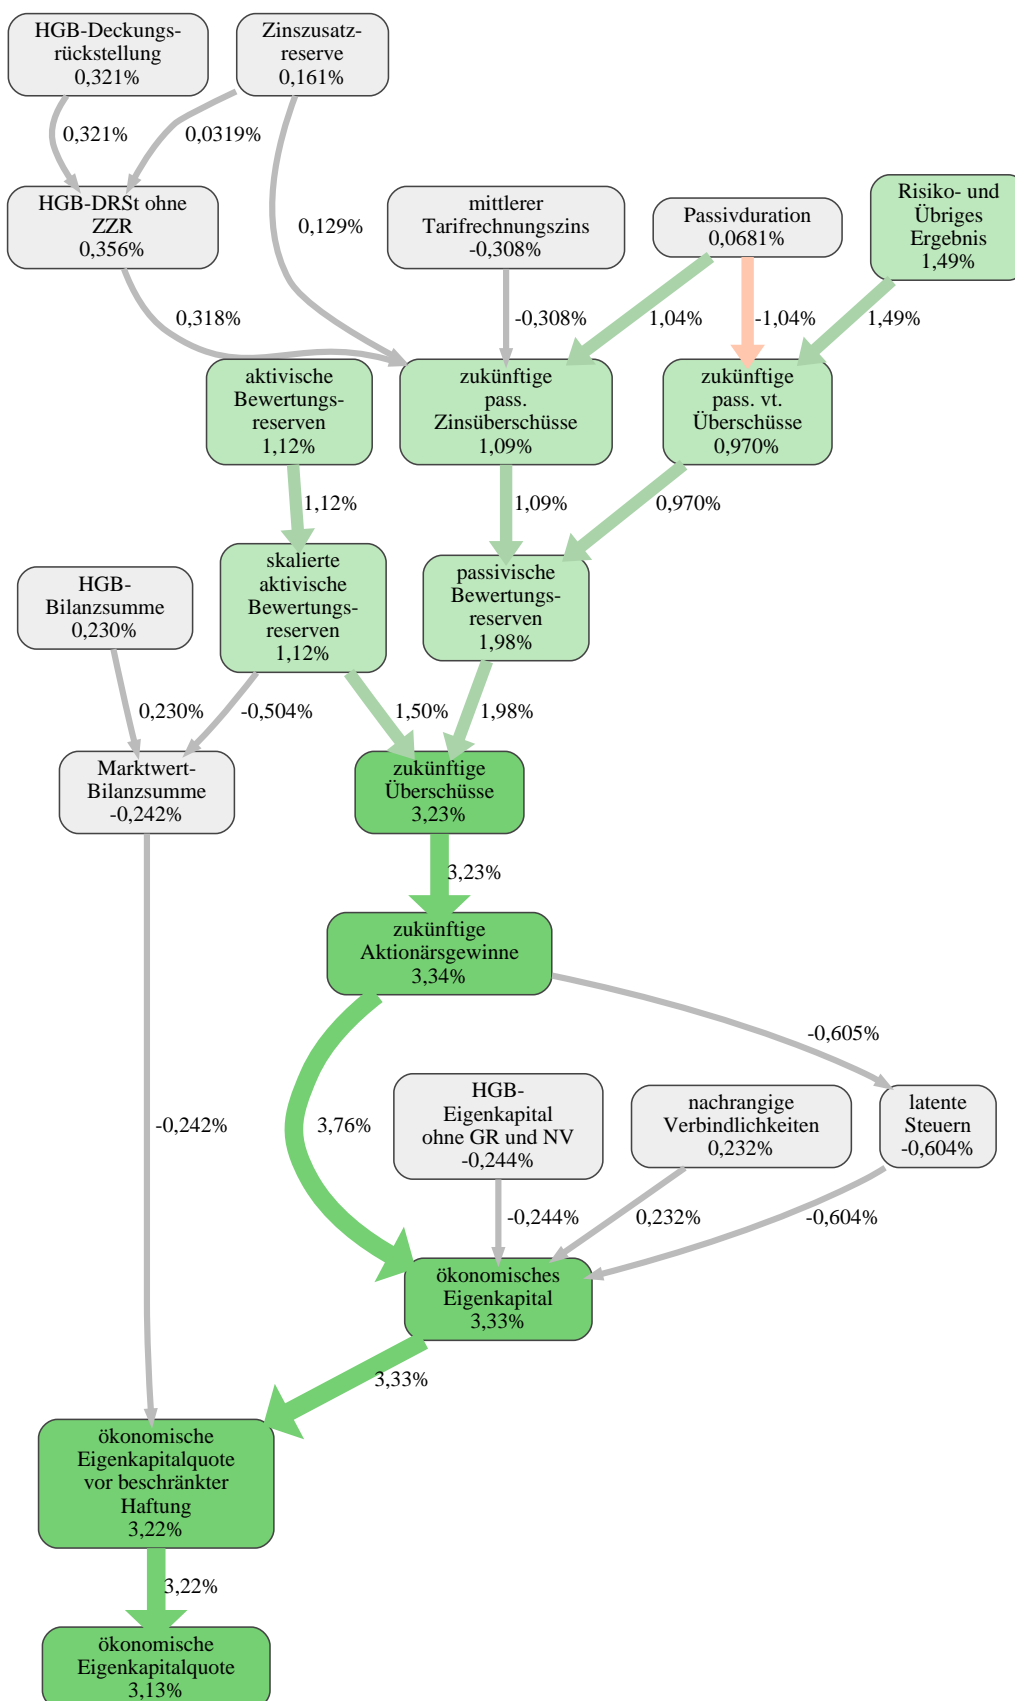 HGB-Deckungs-
rückstellung
0,321%
Zinszusatz-
reserve
0,161%
0,321%
0,0319%
HGB-DRSt ohne
ZZR
0,356%
0,129%
mittlerer
Tarifrechnungszins
-0,308%
Passivduration
0,0681%
Risiko- und
Übriges
Ergebnis
1,49%
0,318%
-0,308%
1,04%
-1,04%
1,49%
aktivische
Bewertungs-
reserven
1,12%
zukünftige
pass.
Zinsüberschüsse
1,09%
zukünftige
pass. vt.
Überschüsse
0,970%
1,12%
1,09%
0,970%
HGB-
Bilanzsumme
0,230%
skalierte
aktivische
Bewertungs-
reserven
1,12%
passivische
Bewertungs-
reserven
1,98%
0,230%
-0,504%
1,50%
1,98%
Marktwert-
Bilanzsumme
-0,242%
zukünftige
Überschüsse
3,23%
3,23%
zukünftige
Aktionärsgewinne
3,34%
-0,605%
-0,242%
3,76%
HGB-
Eigenkapital
ohne GR und NV
-0,244%
nachrangige
Verbindlichkeiten
0,232%
latente
Steuern
-0,604%
-0,244%
0,232%
-0,604%
ökonomisches
Eigenkapital
3,33%
3,33%
ökonomische
Eigenkapitalquote
vor beschränkter
Haftung
3,22%
3,22%
ökonomische
Eigenkapitalquote
3,13%